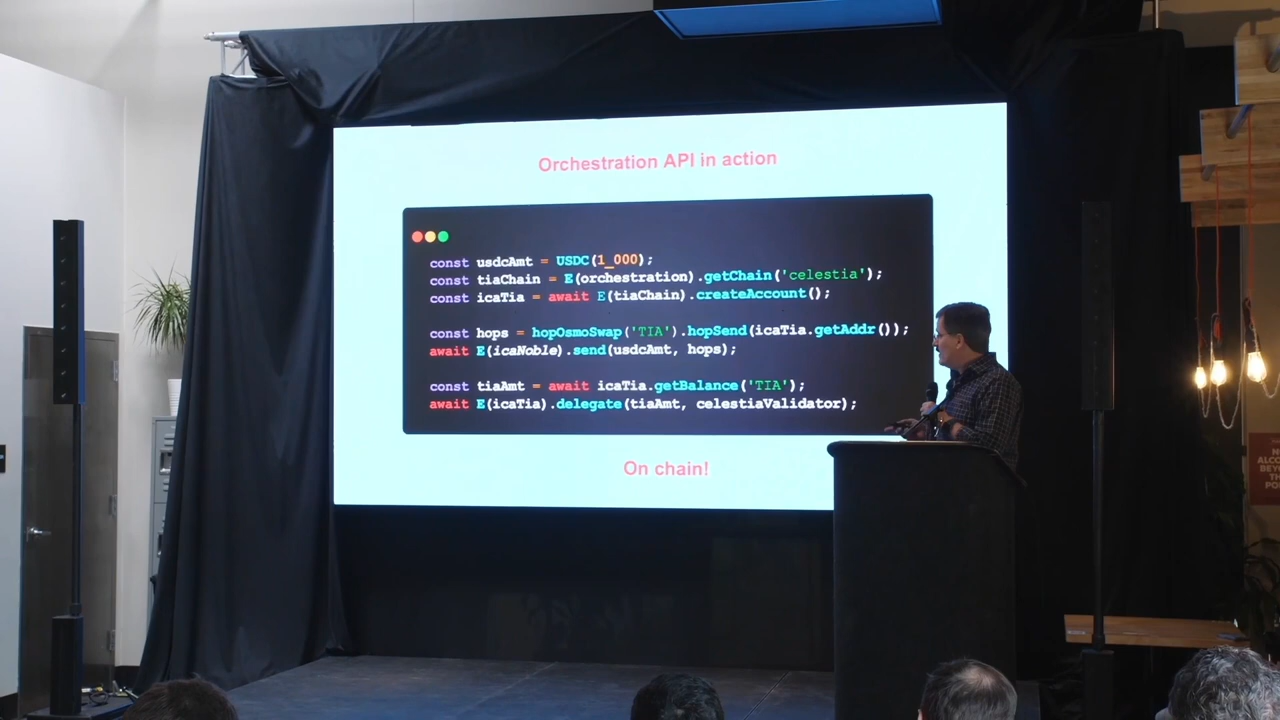 Orchestration API in action
const usdcAmt = USDC(1_000);
const tiaChain = E(orchestration).getChain('celestia');
const icaTia = await E(tiaChain).createAccount();
const hops = hopOsmoSwap('TIA').hopSend(icaTia.getAddr());
await E(icaNoble).send(usdcAmt, hops);
const tiaAmt = await icaTia.getBalance('TIA');
await E(icaTia).delegate(tiaAmt, celestiaValidator);
On chain!